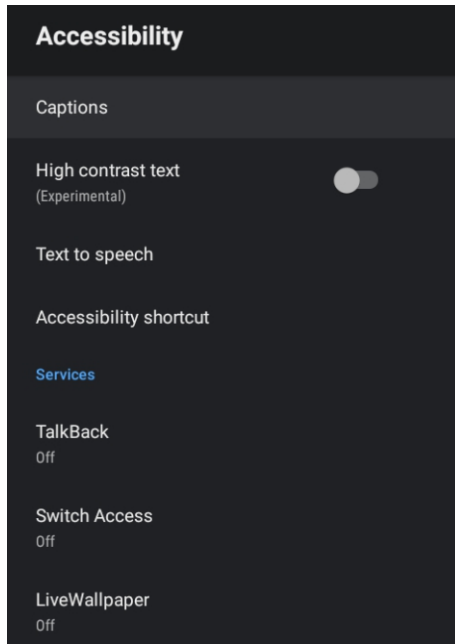 Accessibility
Captions
High contrast text
(Experimental)
Text to speech
Accessibility shortcut
Services
TalkBack
Off
Switch Access
Off
LiveWallpaper
Off